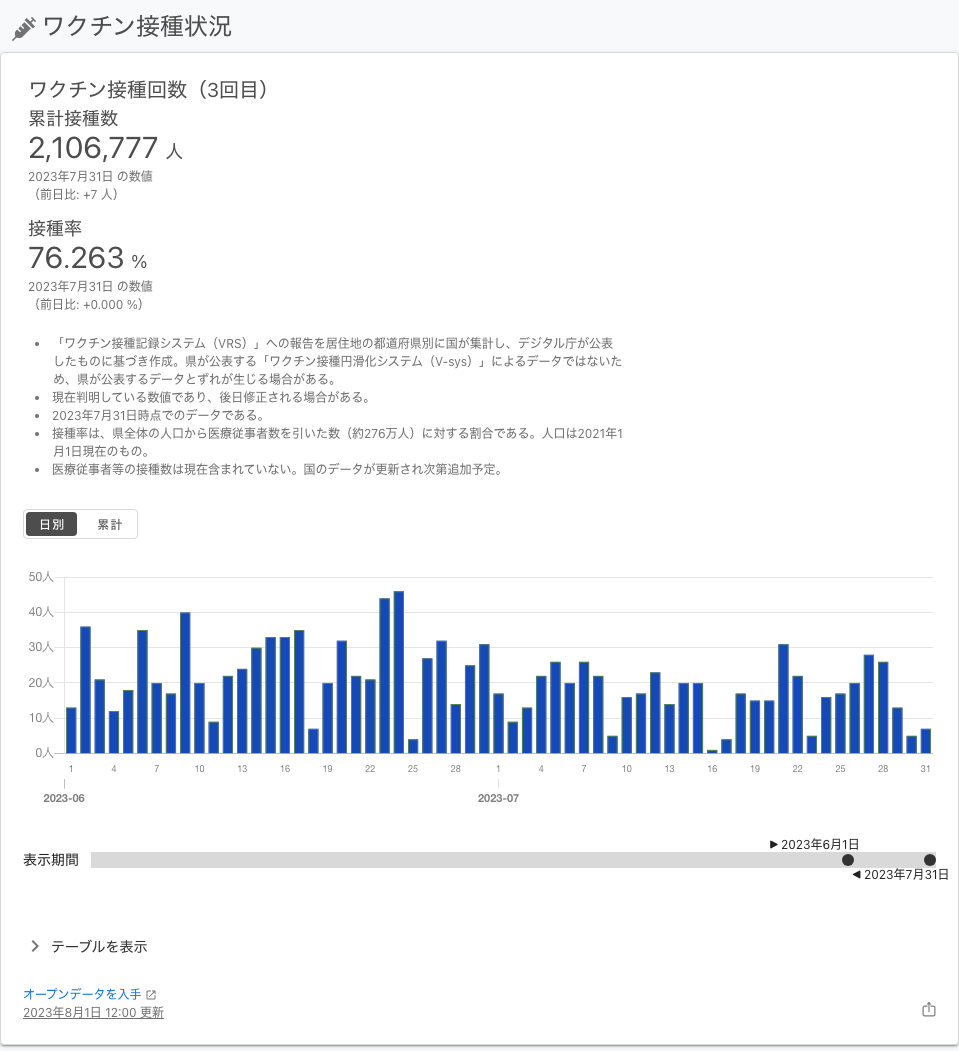 ワクチン接種状況
ワクチン接種回数（3回目）
累計接種数
2,106,777 人
2023年7月31日 の数値
（前日比: +7 人）
接種率
76.263 %
2023年7月31日 の数値
（前日比: +0.000 %）
• 「ワクチン接種記録システム（VRS）」への報告を居住地の都道府県別に国が集計し、デジタル庁が公表
したものに基づき作成。県が公表する「ワクチン接種円滑化システム（V-sys）」によるデータではないた
め、県が公表するデータとずれが生じる場合がある。
• 現在判明している数値であり、後日修正される場合がある。
• 2023年7月31日時点でのデータである。
• 接種率は、県全体の人口から医療従事者数を引いた数（約276万人）に対する割合である。人口は2021年1
月1日現在のもの。
• 医療従事者等の接種数は現在含まれていない。国のデータが更新され次第追加予定。
日別 累計
50人
40人
30人
20人
10人
0人
1 4 7 10 13 16 19 22 25 28 1 4 7 10 13 16 19 22 25 28 31
2023-06 2023-07
▶ 2023年6月1日
表示期間
◀ 2023年7月31日
テーブルを表示
オープンデータを入手
2023年8月1日 12:00 更新